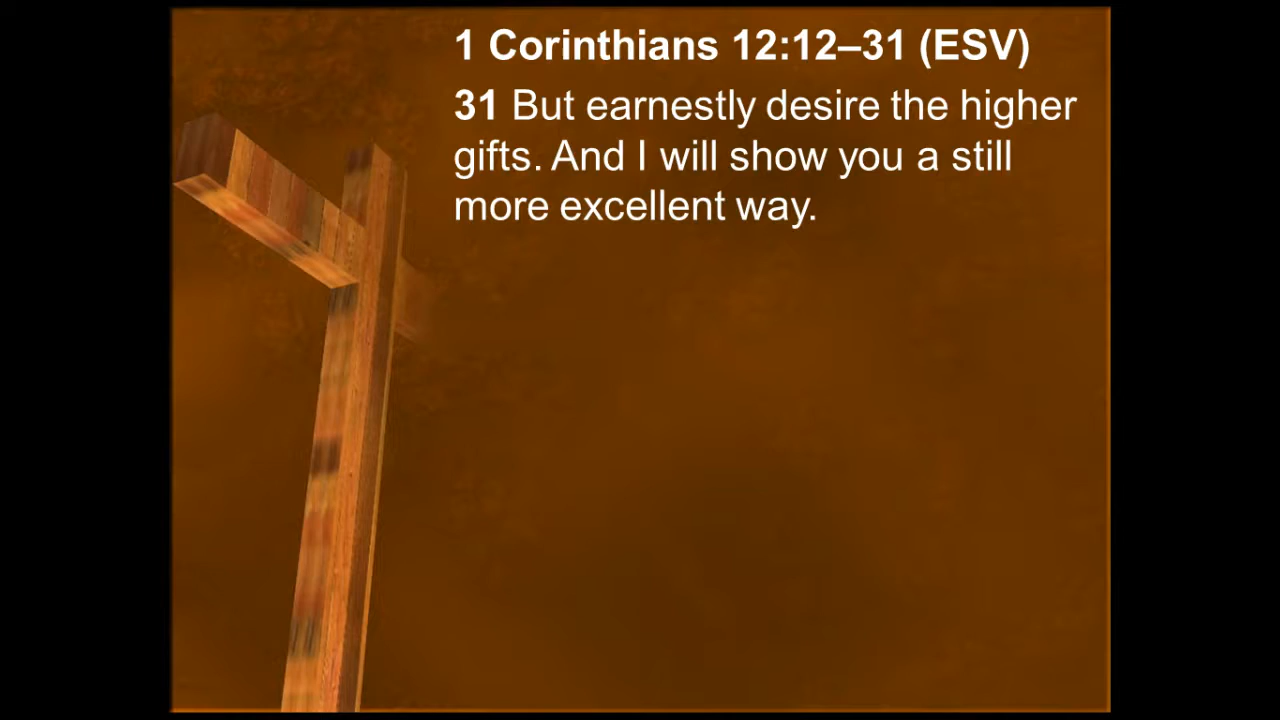 1 Corinthians 12:12–31 (ESV)
31 But earnestly desire the higher
gifts. And I will show you a still
more excellent way.